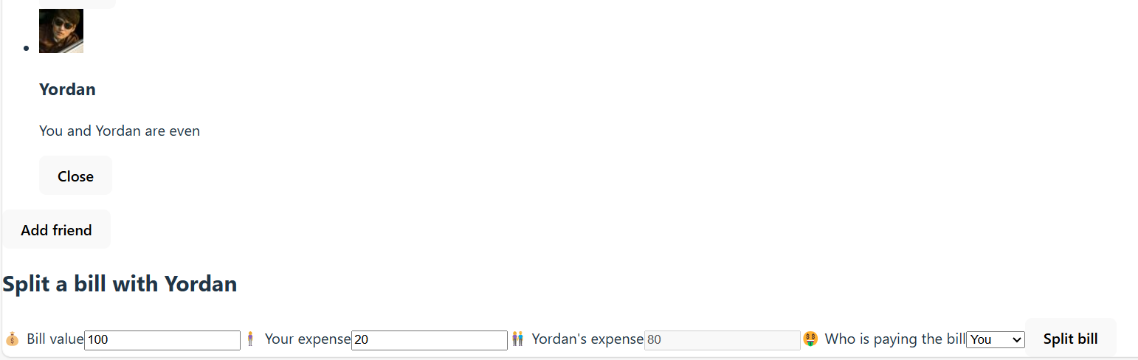 Yordan
You and Yordan are even
Close
Add friend
Split a bill with Yordan
💰 Bill value 100 🧍 Your expense 20 👫 Yordan's expense 80 🤑 Who is paying the bill You Split bill